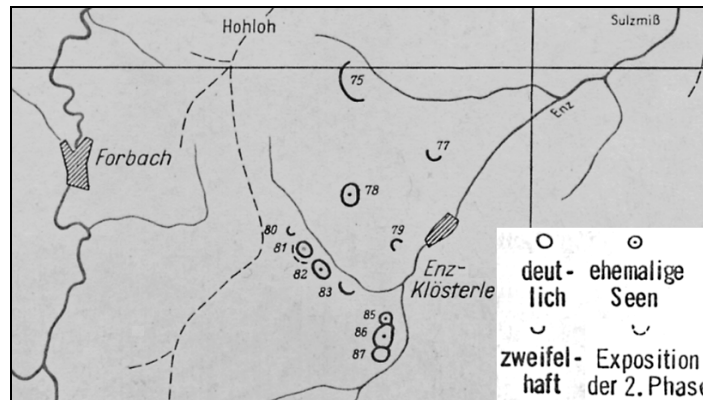 Hohloh
Sulzmiß
75
Enz
77
Forbach
78
80
79
81
82
Enz-
Klösterle
83
85
86
87
deut-
lich
ehemalige
Seen
zweifel-
haft
Exposition
der 2. Phase